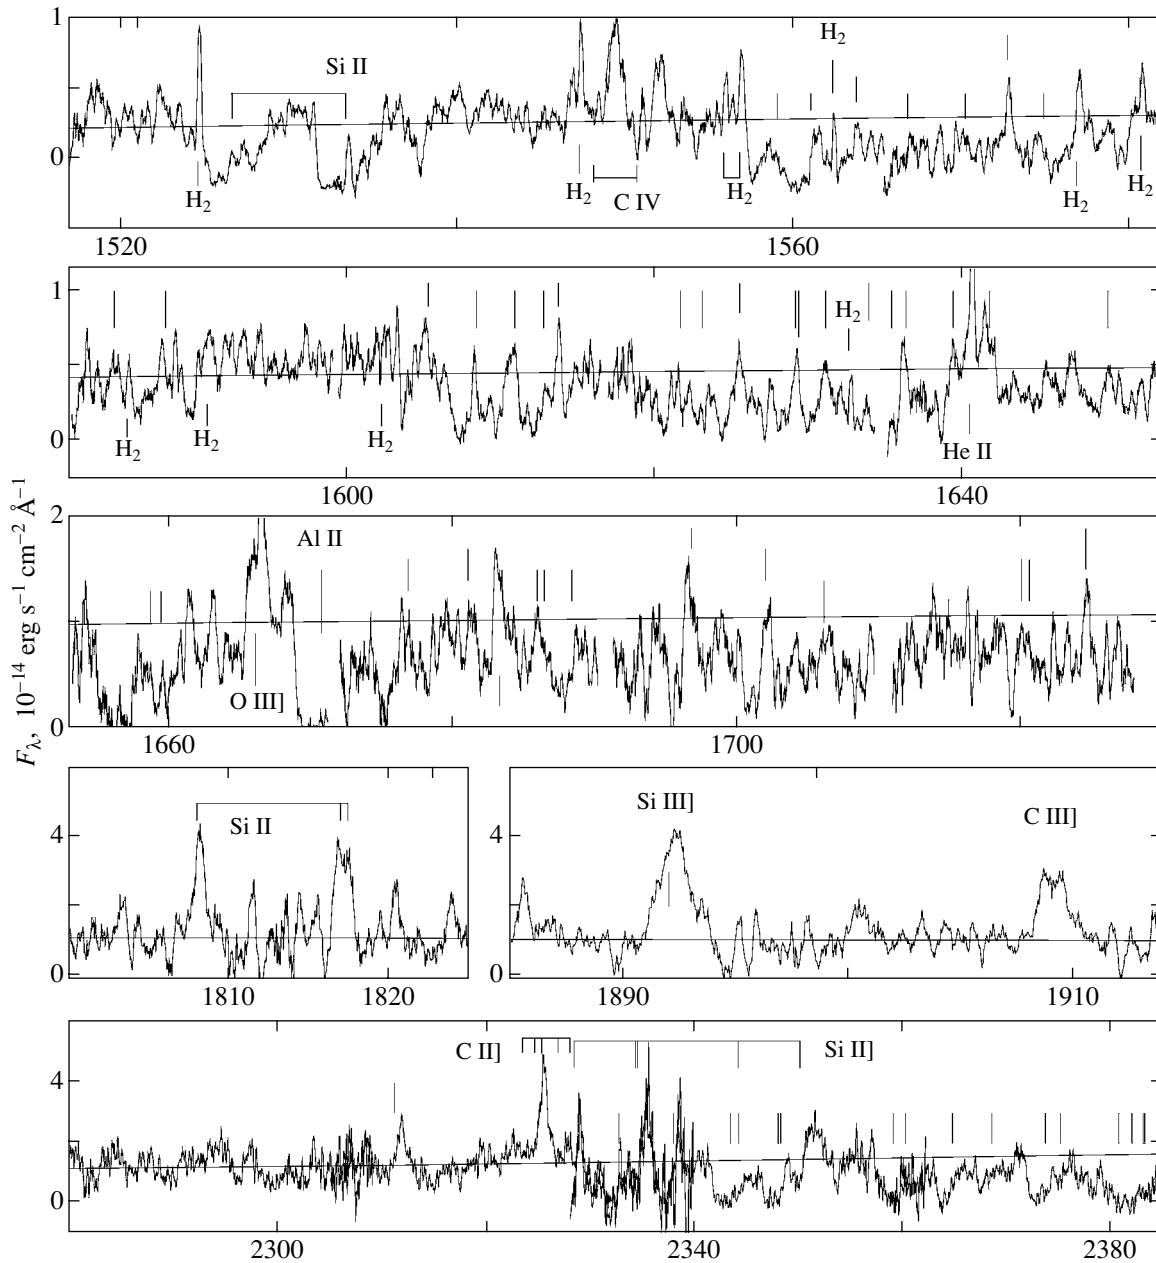 1
H₂
Si II
0
H₂
H₂
C IV
H₂
H₂
H₂
1520
1560
1
H₂
0
H₂
H₂
H₂
He II
1600
1640
F_λ, 10⁻¹⁴ erg s⁻¹ cm⁻² Å⁻¹
2
Al II
1
O III]
0
1660
1700
Si II
4
0
1810
1820
Si III]
C III]
4
0
1890
1910
C II]
Si II]
4
0
2300
2340
2380